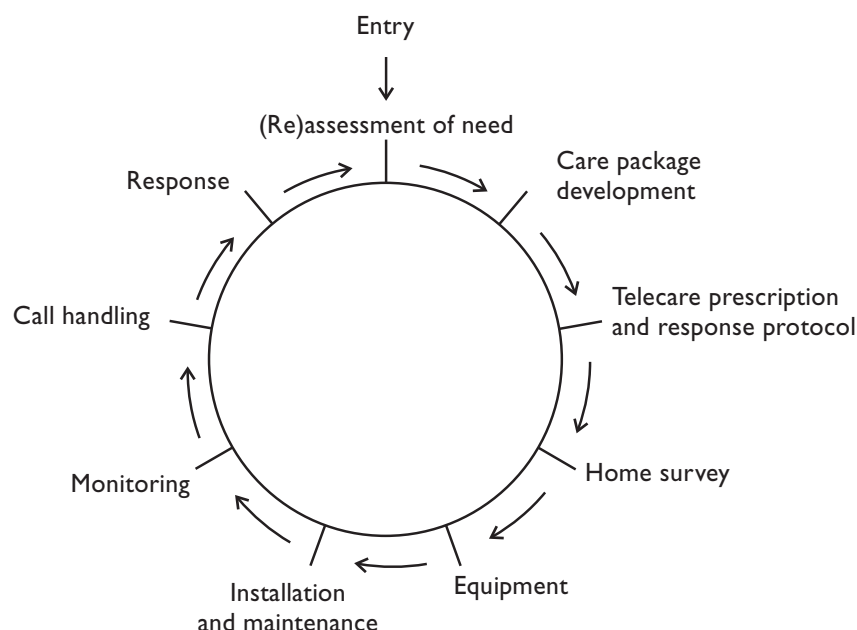 Entry
(Re)assessment of need
Care package
development
Telecare prescription
and response protocol
Home survey
Equipment
Installation
and maintenance
Monitoring
Call handling
Response